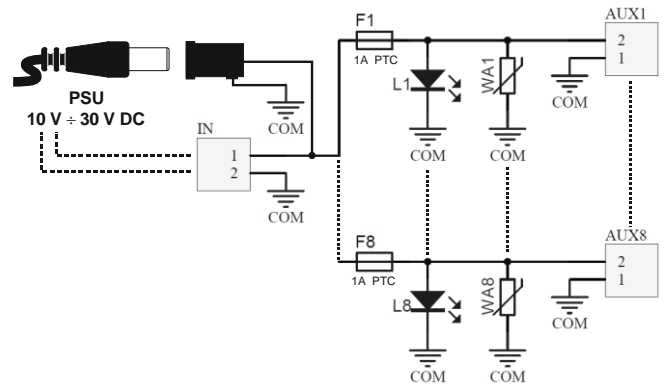 AUX1
F1
2
1
1A PTC
L1
WA1
COM
COM
COM
COM
PSU
10 V ÷ 30 V DC
IN
1
2
COM
AUX8
F8
2
1
1A PTC
L8
WA8
COM
COM
COM